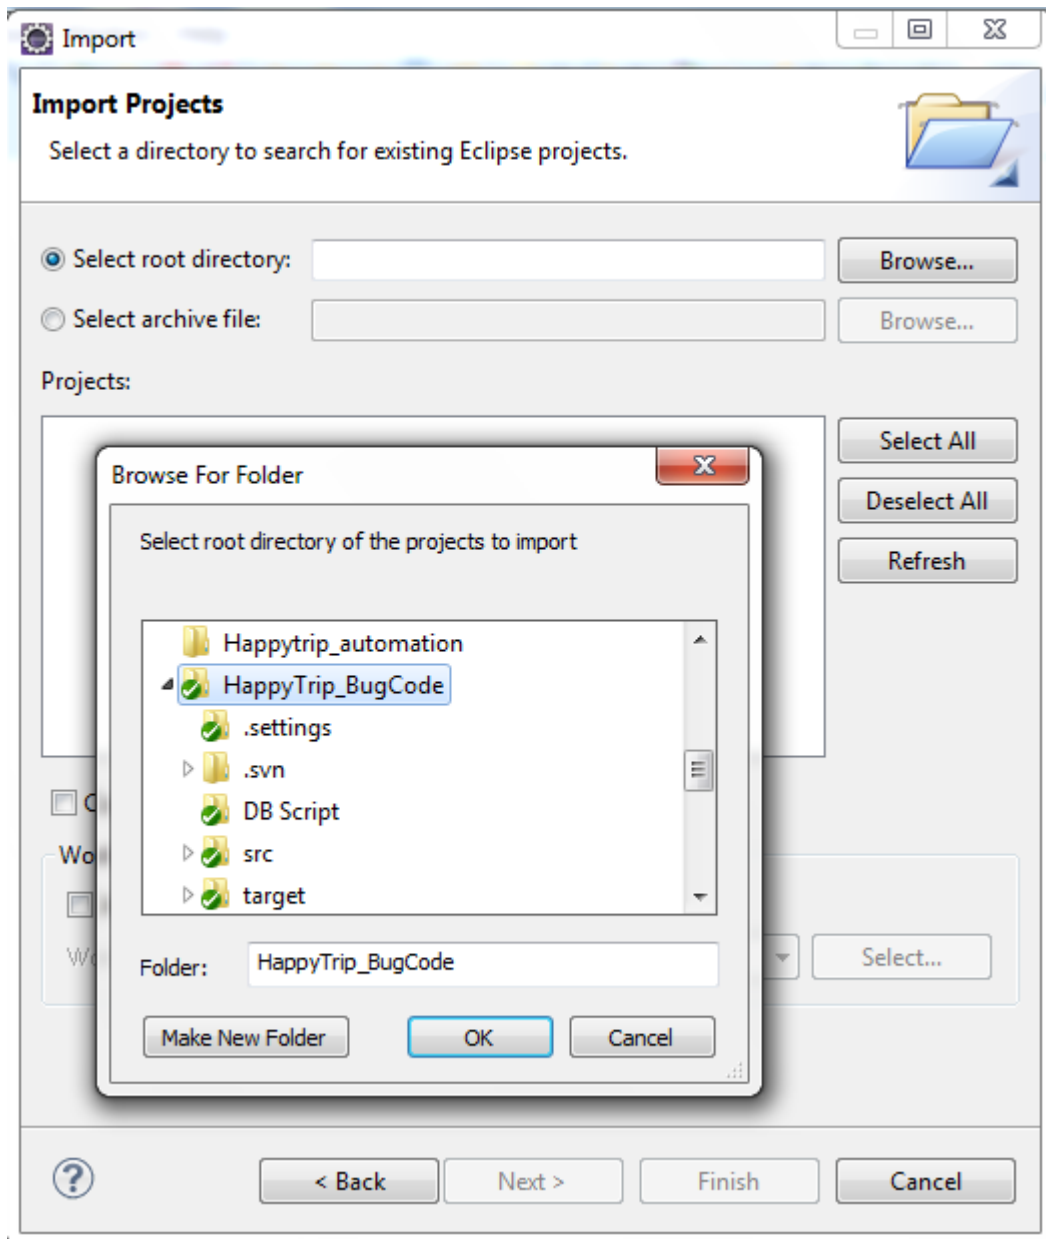 Import
Import Projects
Select a directory to search for existing Eclipse projects.
Select root directory: Browse...
Select archive file: Browse...
Projects:
Select All
Deselect All
Refresh
Browse For Folder
Select root directory of the projects to import
Happytrip_automation
HappyTrip_BugCode
.settings
.svn
DB Script
src
target
Folder: HappyTrip_BugCode
Make New Folder OK Cancel
Select...
< Back Next > Finish Cancel